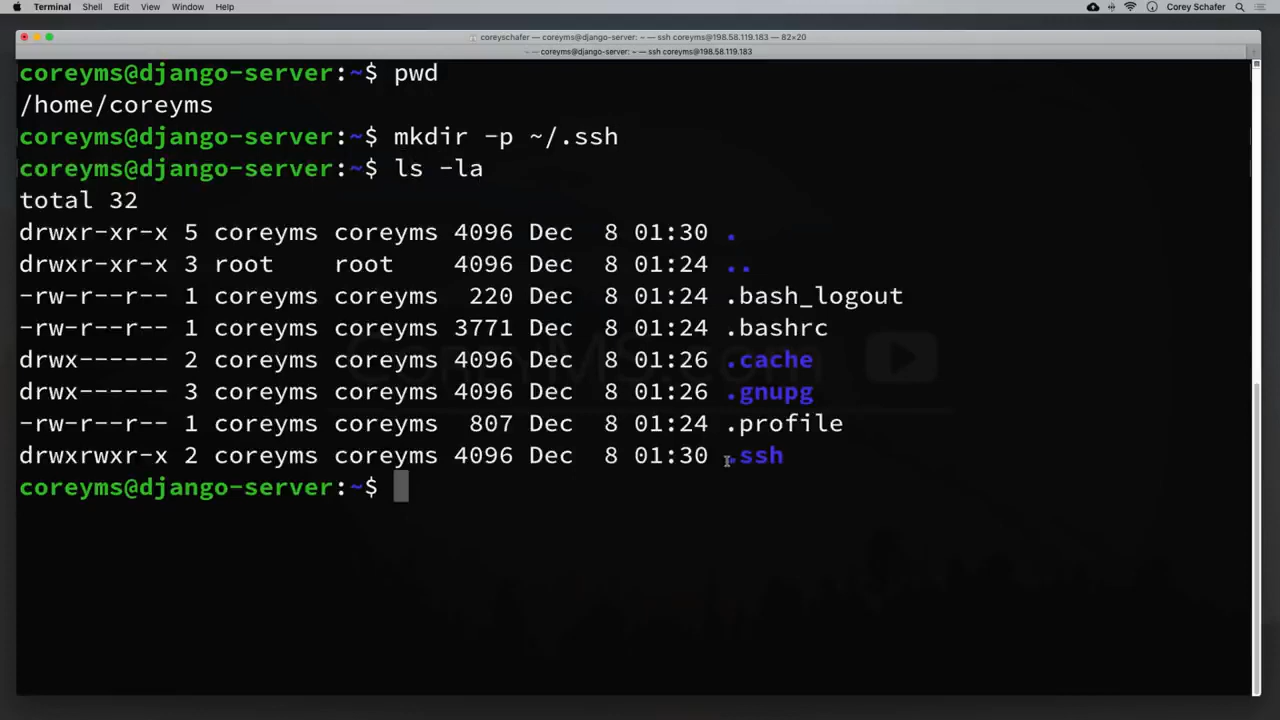 Terminal Shell Edit View Window Help Corey Schafer
coreyschafer — coreyms@django-server: ~ — ssh coreyms@198.58.119.183 — 82×20
~ — coreyms@django-server: ~ — ssh coreyms@198.58.119.183
coreyms@django-server:~$ pwd
/home/coreyms
coreyms@django-server:~$ mkdir -p ~/.ssh
coreyms@django-server:~$ ls -la
total 32
drwxr-xr-x 5 coreyms coreyms 4096 Dec  8 01:30 .
drwxr-xr-x 3 root    root    4096 Dec  8 01:24 ..
-rw-r--r-- 1 coreyms coreyms  220 Dec  8 01:24 .bash_logout
-rw-r--r-- 1 coreyms coreyms 3771 Dec  8 01:24 .bashrc
drwx------ 2 coreyms coreyms 4096 Dec  8 01:26 .cache
drwx------ 3 coreyms coreyms 4096 Dec  8 01:26 .gnupg
-rw-r--r-- 1 coreyms coreyms  807 Dec  8 01:24 .profile
drwxrwxr-x 2 coreyms coreyms 4096 Dec  8 01:30 .ssh
coreyms@django-server:~$
CoreyMS.com